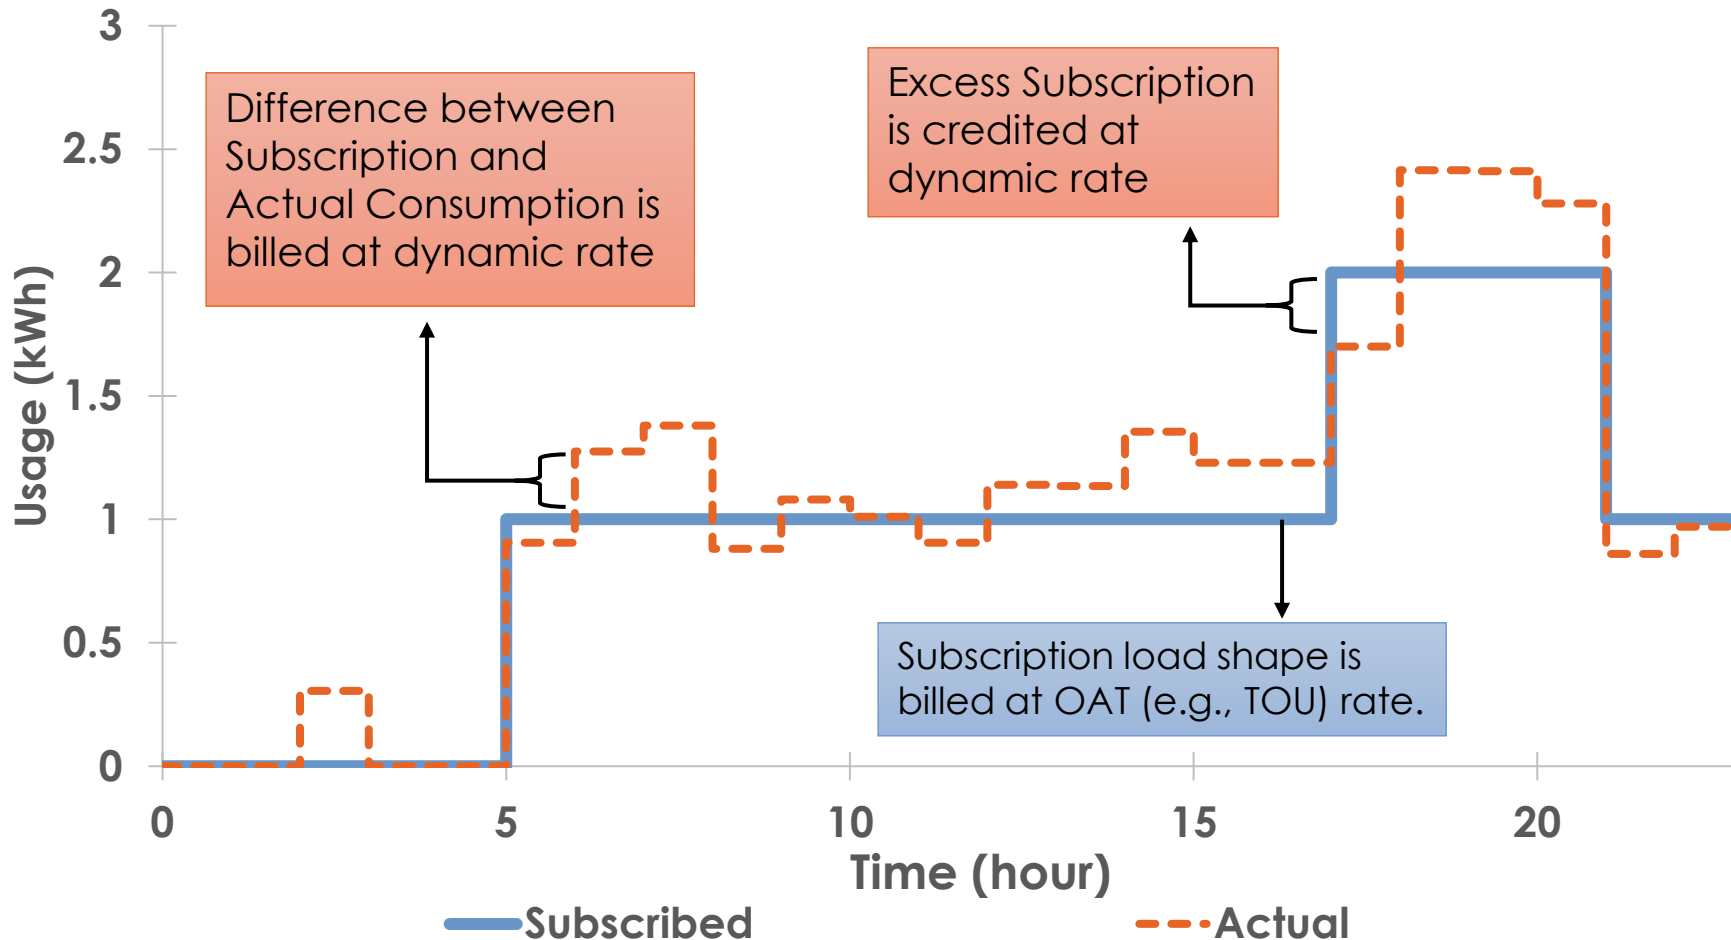 3
2.5
2
1.5
1
0.5
0
Usage (kWh)
Difference between
Subscription and
Actual Consumption is
billed at dynamic rate
Excess Subscription
is credited at
dynamic rate
Subscription load shape is
billed at OAT (e.g., TOU) rate.
0 5 10 15 20
Time (hour)
Subscribed Actual